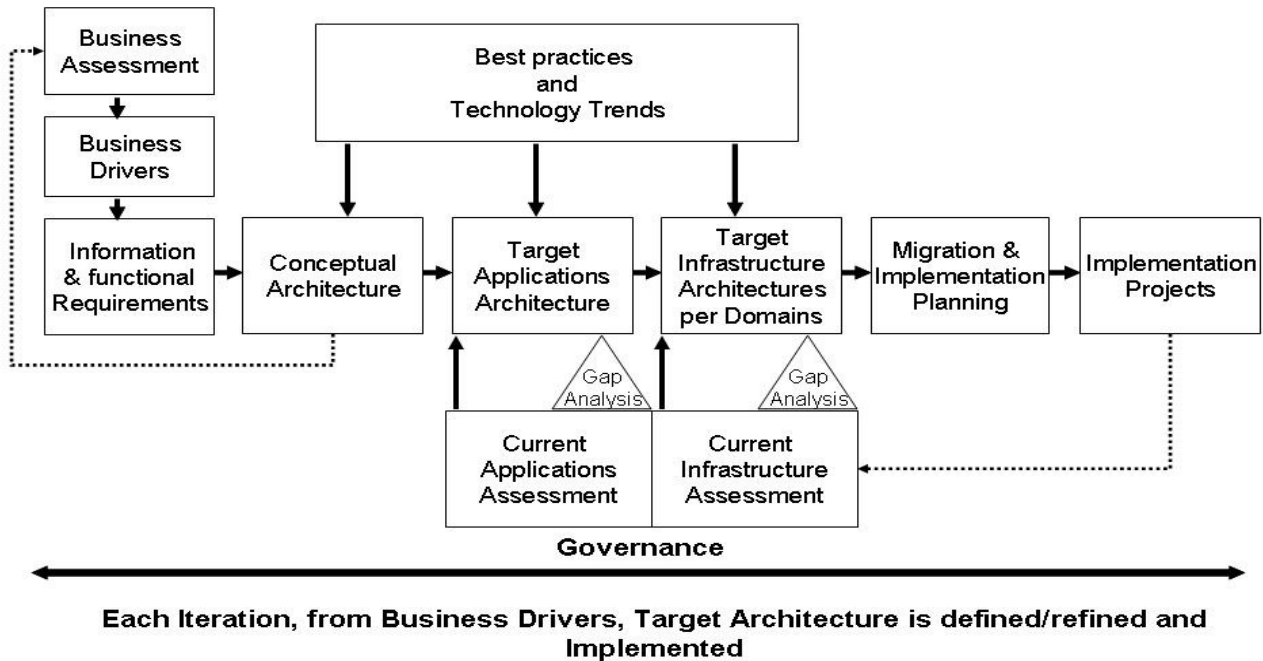 Business
Assessment
Best practices
and
Technology Trends
Business
Drivers
Information
& functional
Requirements
Conceptual
Architecture
Target
Applications
Architecture
Target
Infrastructure
Architectures
per Domains
Migration &
Implementation
Planning
Implementation
Projects
Gap
Analysis
Gap
Analysis
Current
Applications
Assessment
Current
Infrastructure
Assessment
Governance
Each Iteration, from Business Drivers, Target Architecture is defined/refined and
Implemented